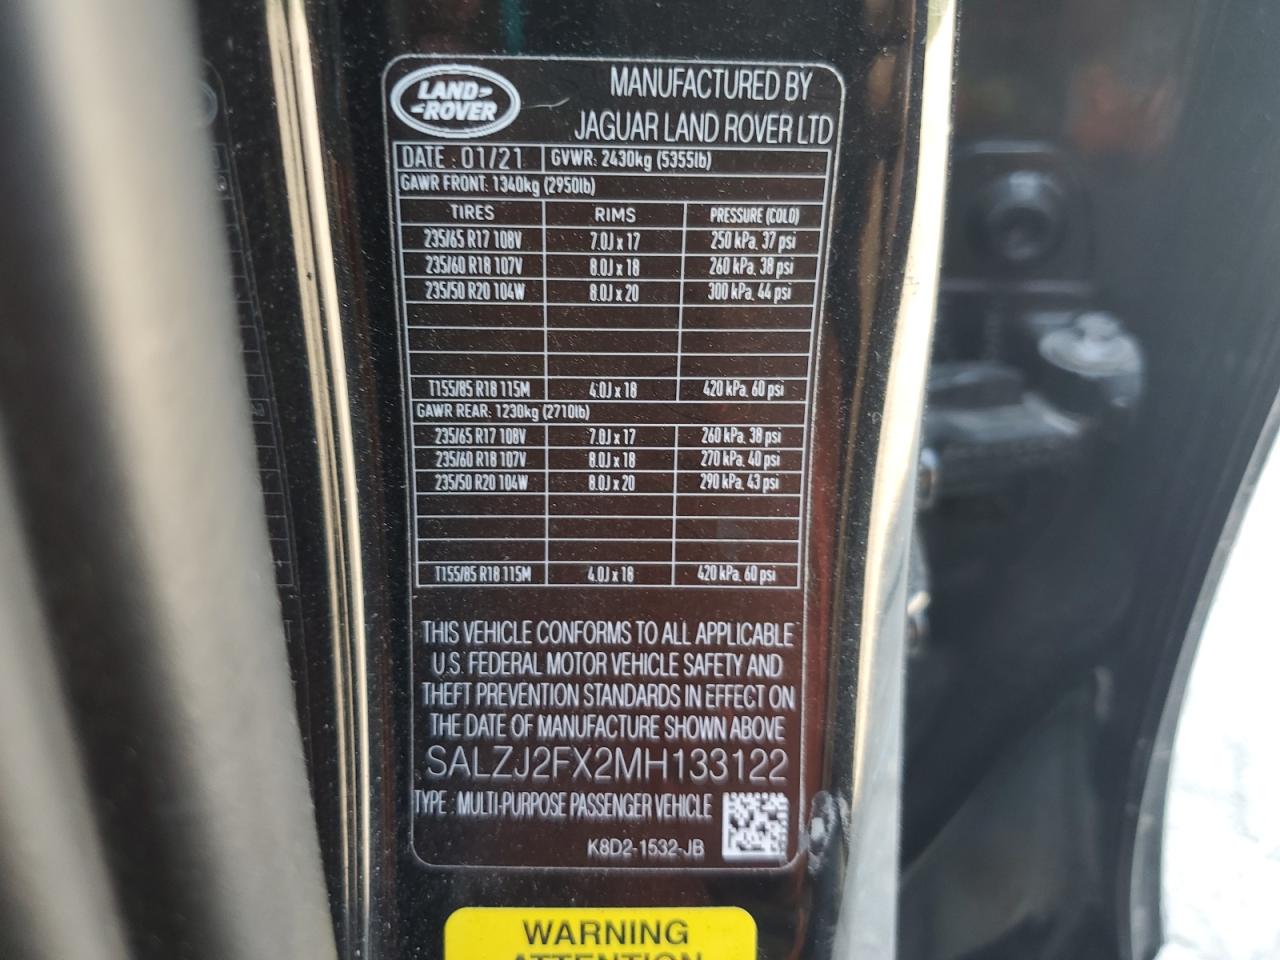 LAND-
-ROVER
MANUFACTURED BY
JAGUAR LAND ROVER LTD
DATE : 01/21 GVWR: 2430kg (5355lb)
GAWR FRONT: 1340kg (2950lb)
TIRES RIMS PRESSURE (COLD)
235/65 R17 108V 7.0J x 17 250 kPa, 37 psi
235/60 R18 107V 8.0J x 18 260 kPa, 38 psi
235/50 R20 104W 8.0J x 20 300 kPa, 44 psi
T155/85 R18 115M 4.0J x 18 420 kPa, 60 psi
GAWR REAR: 1230kg (2710lb)
235/65 R17 108V 7.0J x 17 260 kPa, 38 psi
235/60 R18 107V 8.0J x 18 270 kPa, 40 psi
235/50 R20 104W 8.0J x 20 290 kPa, 43 psi
T155/85 R18 115M 4.0J x 18 420 kPa, 60 psi
THIS VEHICLE CONFORMS TO ALL APPLICABLE
U.S. FEDERAL MOTOR VEHICLE SAFETY AND
THEFT PREVENTION STANDARDS IN EFFECT ON
THE DATE OF MANUFACTURE SHOWN ABOVE
SALZJ2FX2MH133122
TYPE : MULTI-PURPOSE PASSENGER VEHICLE
K8D2-1532-JB
WARNING
ATTENTION